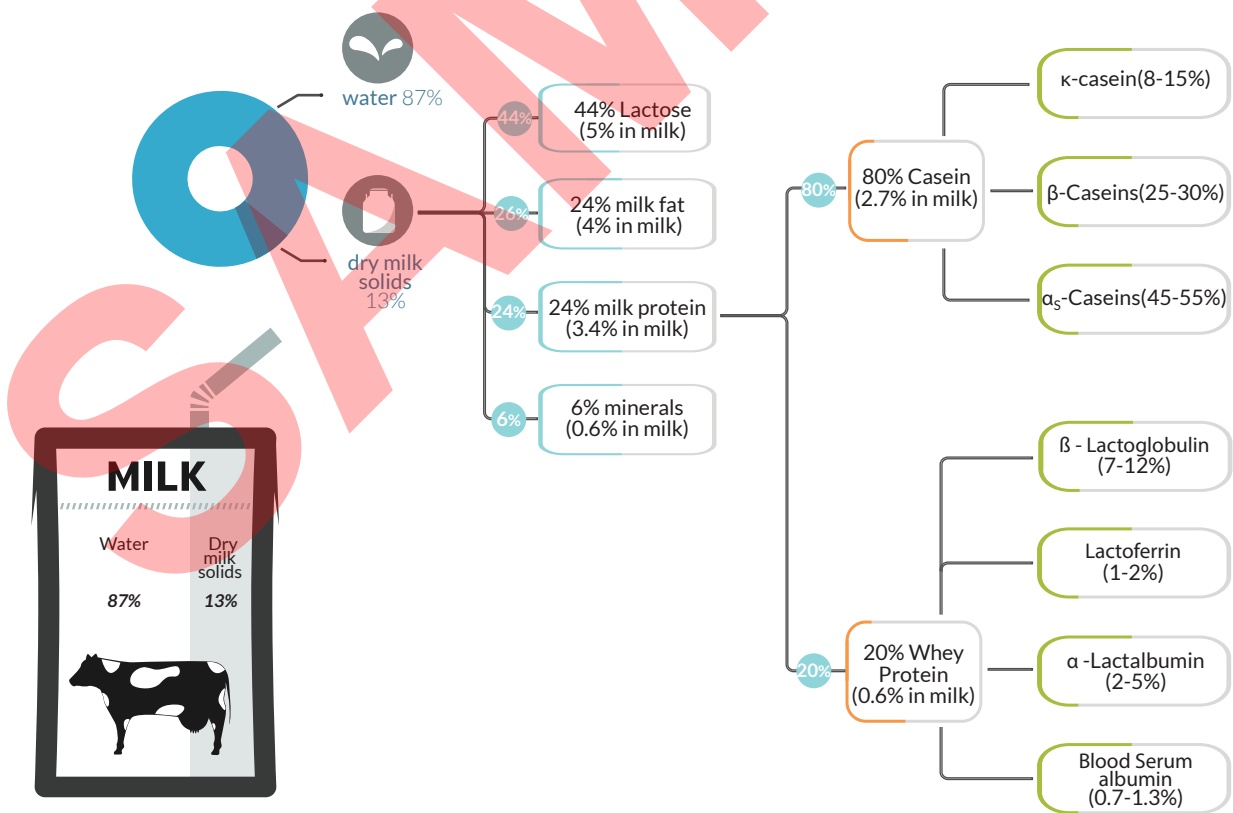 water 87%
dry milk
solids
13%
44%
44% Lactose
(5% in milk)
26%
24% milk fat
(4% in milk)
24%
24% milk protein
(3.4% in milk)
6%
6% minerals
(0.6% in milk)
80%
80% Casein
(2.7% in milk)
κ-casein(8-15%)
β-Caseins(25-30%)
αs-Caseins(45-55%)
20%
20% Whey
Protein
(0.6% in milk)
ß - Lactoglobulin
(7-12%)
Lactoferrin
(1-2%)
α -Lactalbumin
(2-5%)
Blood Serum
albumin
(0.7-1.3%)
MILK
Water
87%
Dry
milk
solids
13%
SAM